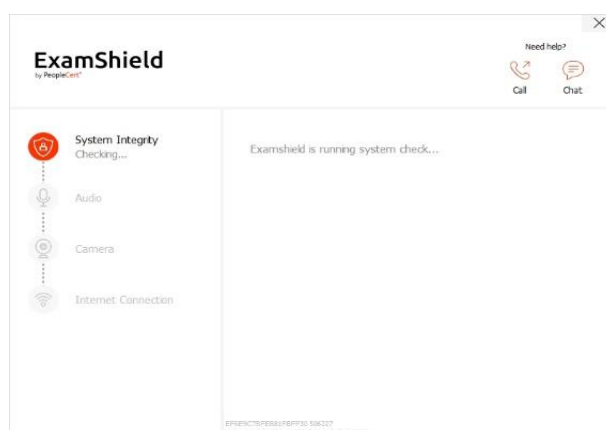 Need help?
ExamShield
by PeopleCert
Call
Chat
System Integrity
Checking...
Examshield is running system check...
Audio
Camera
Internet Connection